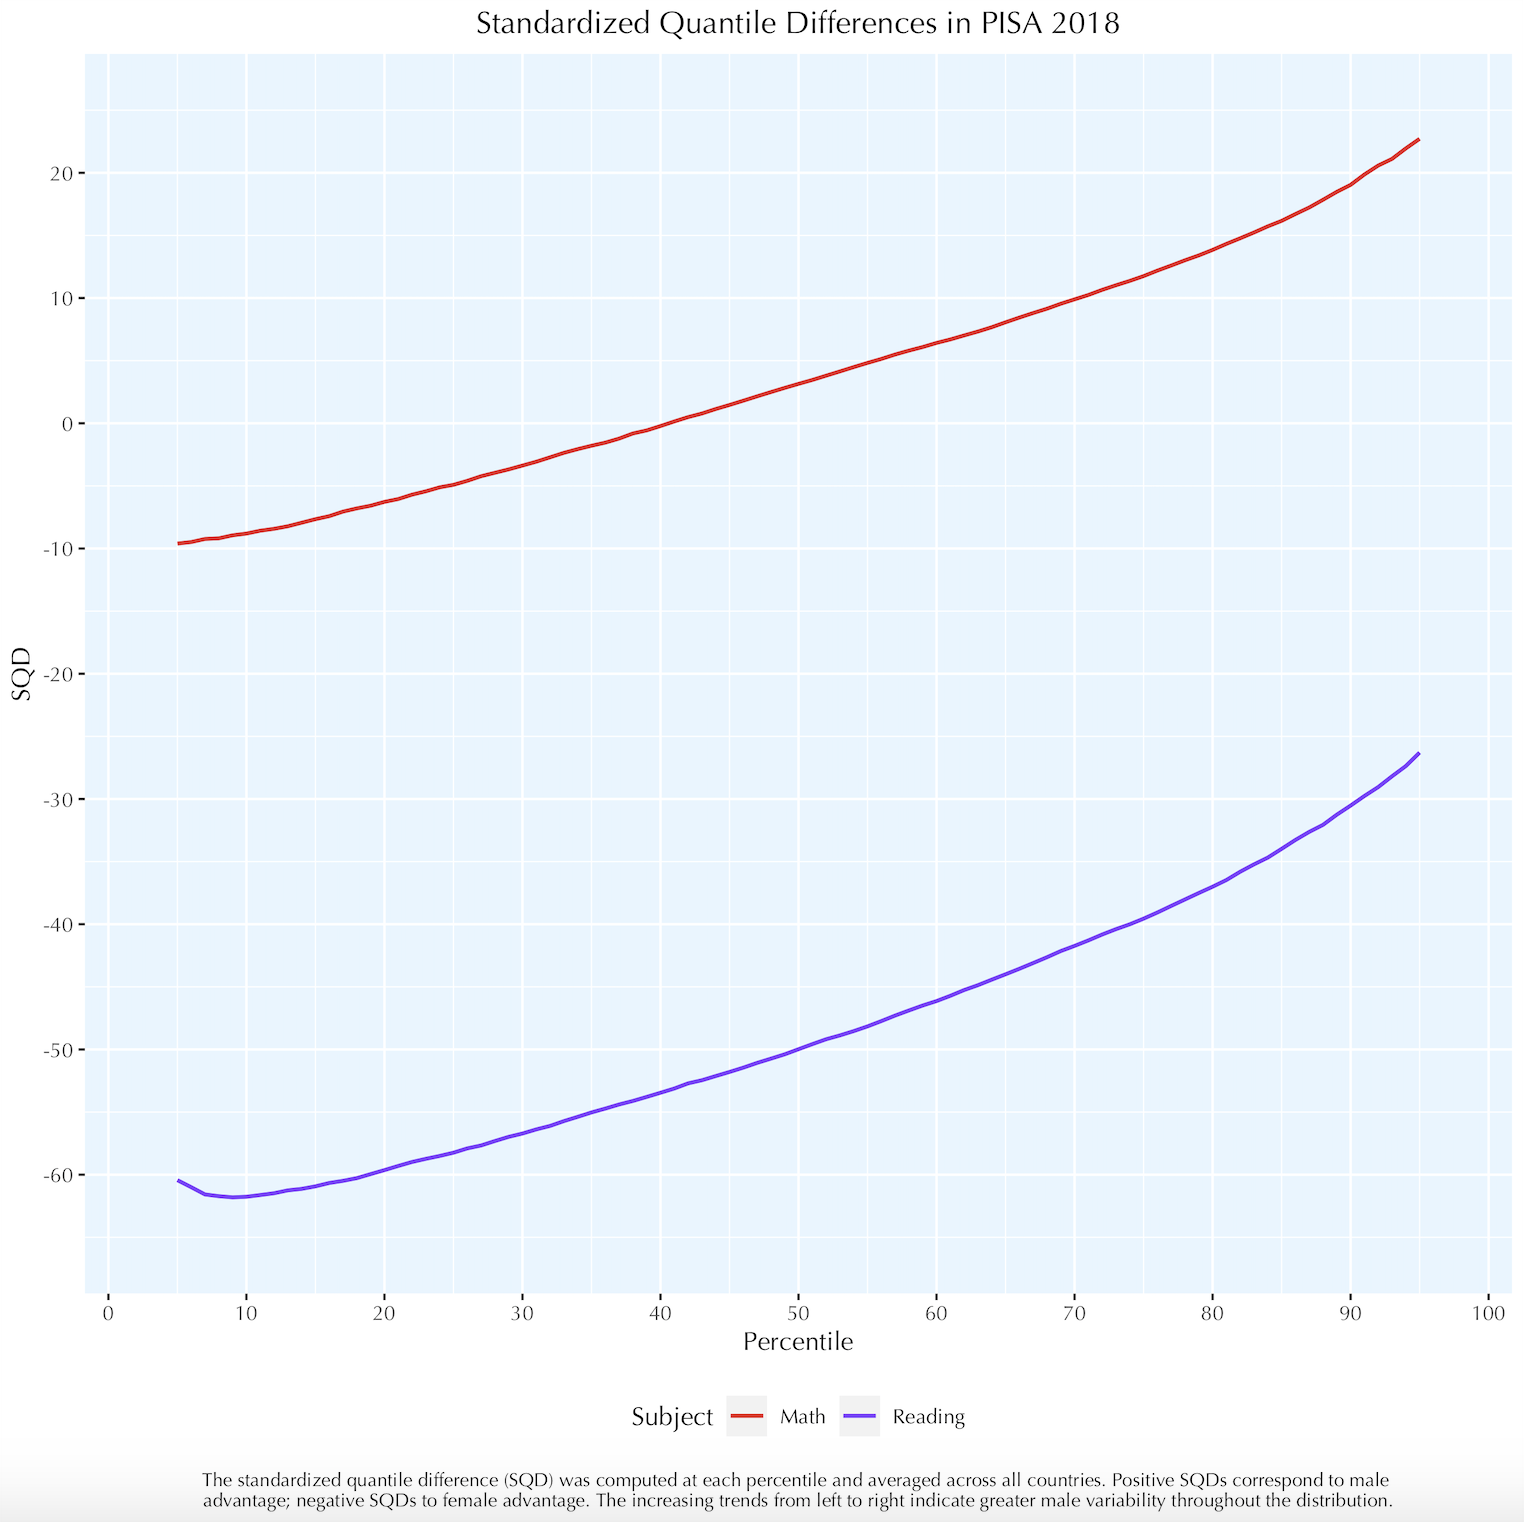 Standardized Quantile Differences in PISA 2018
20
10
0
-10
-20
-30
-40
-50
-60
SQD
0 10 20 30 40 50 60 70 80 90 100
Percentile
Subject Math Reading
The standardized quantile difference (SQD) was computed at each percentile and averaged across all countries. Positive SQDs correspond to male
advantage; negative SQDs to female advantage. The increasing trends from left to right indicate greater male variability throughout the distribution.